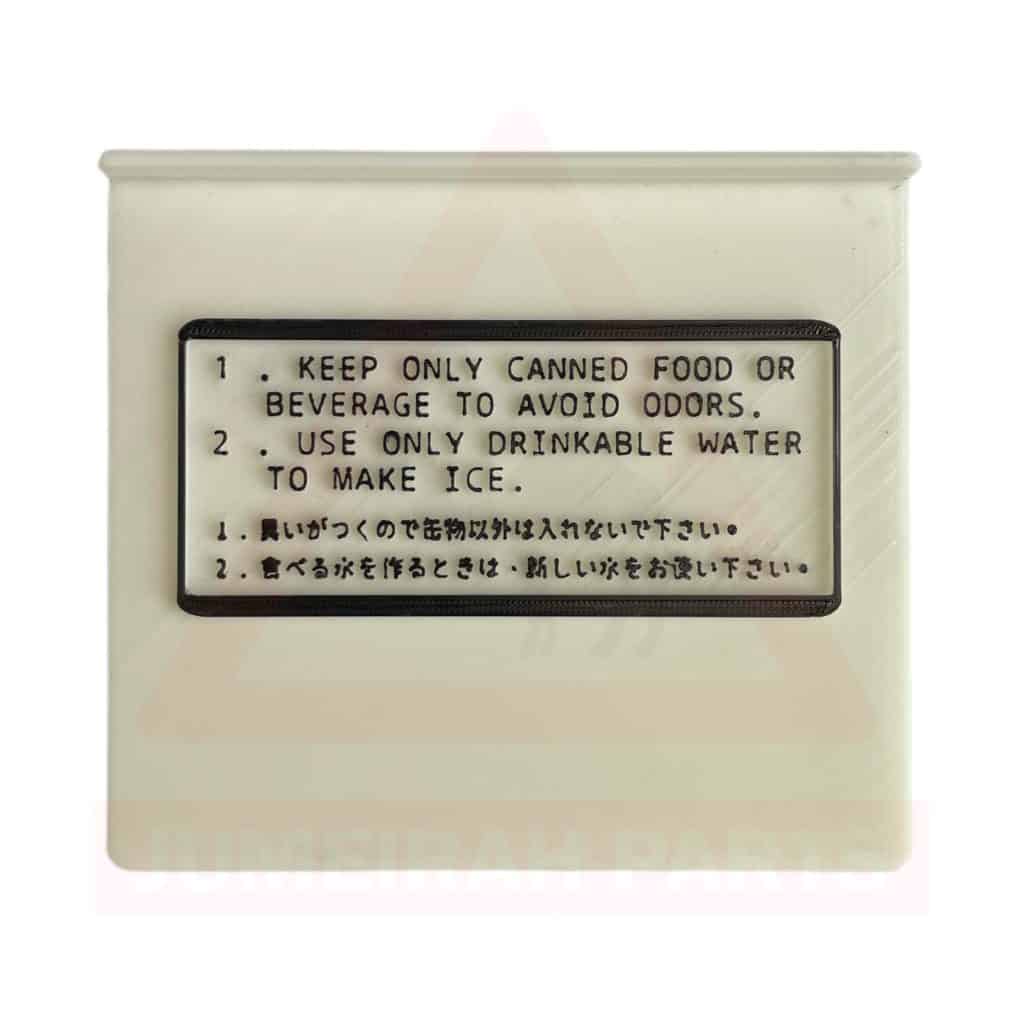 1 . KEEP ONLY CANNED FOOD OR
BEVERAGE TO AVOID ODORS.
2 . USE ONLY DRINKABLE WATER
TO MAKE ICE.
1. 臭いがつくので缶物以外は入れないで下さい。
2. 食べる氷を作るときは、新しい水をお使い下さい。
JUMEIRAH PARTS